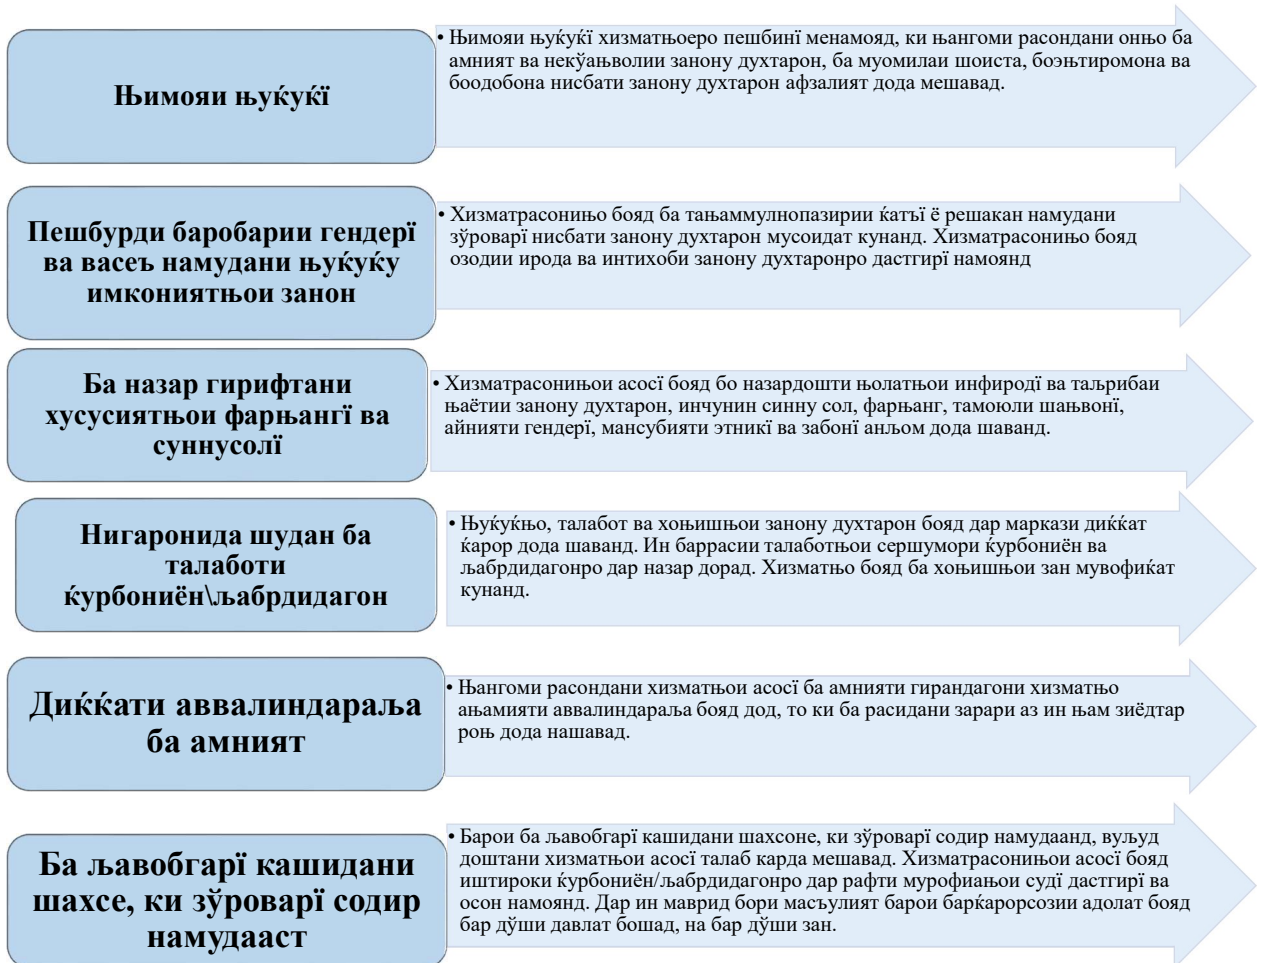 Њимояи њуќуќї
• Њимояи њуќуќї хизматњоеро пешбинї менамояд, ки њангоми расондани онњо ба
амният ва некӯањволии занону духтарон, ба муомилаи шоиста, боэњтиромона ва
боодобона нисбати занону духтарон афзалият дода мешавад.
Пешбурди баробарии гендерї
ва васеъ намудани њуќуќу
имкониятњои занон
• Хизматрасонињо бояд ба тањаммулнопазирии ќатъї ё решакан намудани
зӯроварї нисбати занону духтарон мусоидат кунанд. Хизматрасонињо бояд
озодии ирода ва интихоби занону духтаронро дастгирї намоянд
Ба назар гирифтани
хусусиятњои фарњангї ва
суннусолї
• Хизматрасонињои асосї бояд бо назардошти њолатњои инфиродї ва таљрибаи
њаётии занону духтарон, инчунин синну сол, фарњанг, тамоюли шањвонї,
айнияти гендерї, мансубияти этникї ва забонї анљом дода шаванд.
Нигаронида шудан ба
талаботи
ќурбониён\љабрдидагон
• Њуќуќњо, талабот ва хоњишњои занону духтарон бояд дар маркази диќќат
ќарор дода шаванд. Ин баррасии талаботњои сершумори ќурбониён ва
љабрдидагонро дар назар дорад. Хизматњо бояд ба хоњишњои зан мувофиќат
кунанд.
Диќќати аввалиндараља
ба амният
• Њангоми расондани хизматњои асосї ба амнияти гирандагони хизматњо
ањамияти аввалиндараља бояд дод, то ки ба расидани зарари аз ин њам зиёдтар
роњ дода нашавад.
Ба љавобгарї кашидани
шахсе, ки зӯроварї содир
намудааст
• Барои ба љавобгарї кашидани шахсоне, ки зӯроварї содир намудаанд, вуљуд
доштани хизматњои асосї талаб карда мешавад. Хизматрасонињои асосї бояд
иштироки ќурбониён/љабрдидагонро дар рафти мурофиањои судї дастгирї ва
осон намоянд. Дар ин маврид бори масъулият барои барќарорсозии адолат бояд
бар дӯши давлат бошад, на бар дӯши зан.